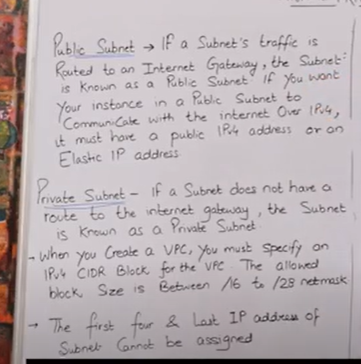 Public Subnet → IF a Subnet's traffic is
Routed to an Internet Gateway, the Subnet
is Known as a Public Subnet. If You want
Your instance in a Public Subnet to
Communicate with the internet Over IPv4,
it must have a public IPv4 address or an
Elastic IP address
Private Subnet - If a Subnet does not have a
route to the internet gateway, the Subnet
is Known as a Private Subnet.
- When you Create a VPC, You must Specify an
IPv4 CIDR Block for the VPC The allowed
block Size is Between /16 to /28 netmask
→ The first four & Last IP address of
Subnet Cannot be assigned